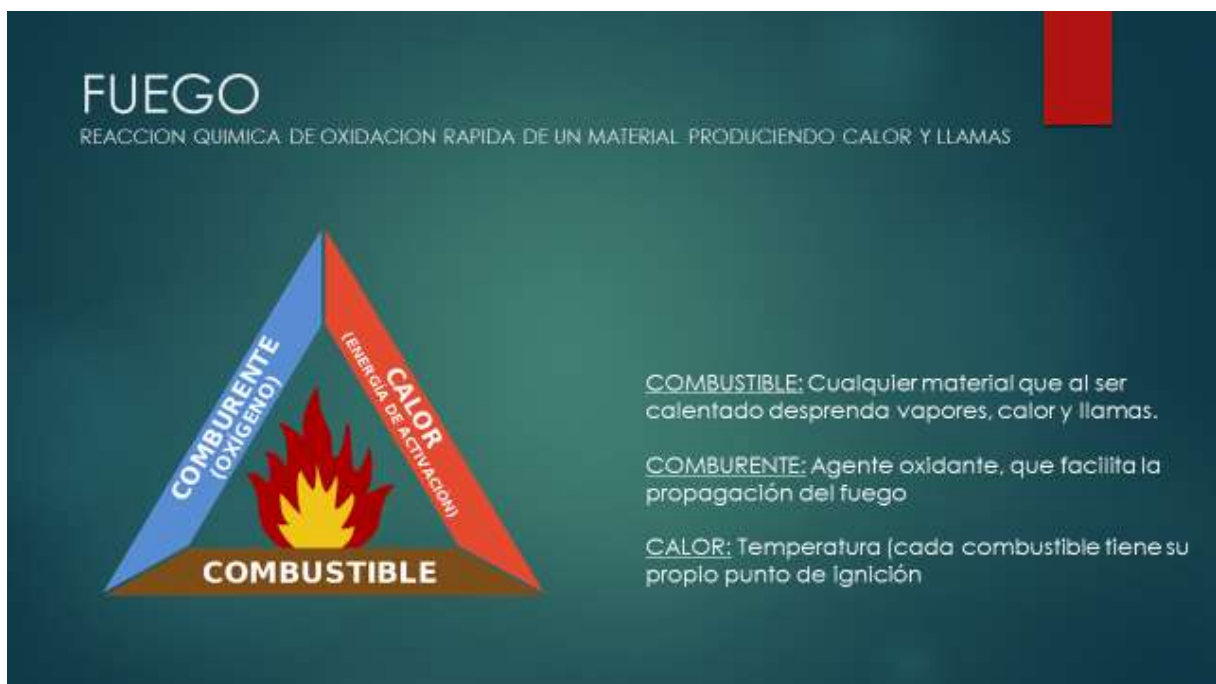 FUEGO
REACCION QUIMICA DE OXIDACION RAPIDA DE UN MATERIAL PRODUCIENDO CALOR Y LLAMAS
COMBURENTE
(OXÍGENO)
CALOR
(ENERGÍA DE ACTIVACIÓN)
COMBUSTIBLE
COMBUSTIBLE: Cualquier material que al ser
calentado desprenda vapores, calor y llamas.
COMBURENTE: Agente oxidante, que facilita la
propagación del fuego
CALOR: Temperatura (cada combustible tiene su
propio punto de ignición